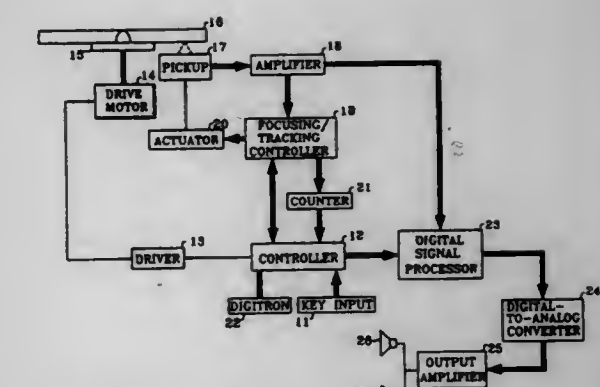 16
15
17
18
PICKUP
AMPLIFIER
14
DRIVE
MOTOR
20
19
ACTUATOR
FOCUSING/
TRACKING
CONTROLLER
21
COUNTER
13
12
23
DRIVER
CONTROLLER
DIGITAL
SIGNAL
PROCESSOR
DIGITRON
KEY INPUT
22
11
24
DIGITAL-
TO-ANALOG
CONVERTER
26
25
OUTPUT
AMPLIFIER